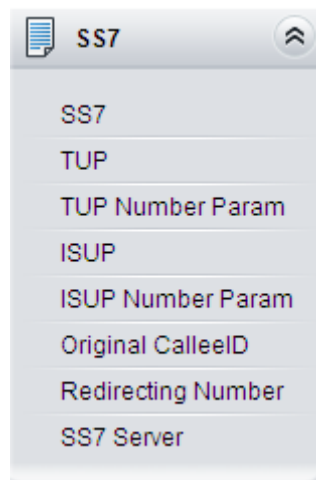 SS7
SS7
TUP
TUP Number Param
ISUP
ISUP Number Param
Original CalleeID
Redirecting Number
SS7 Server